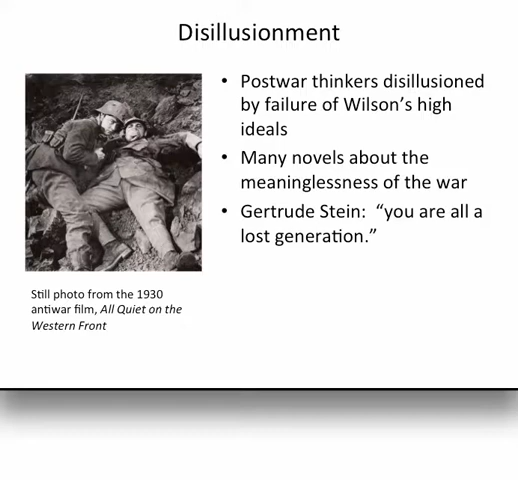 Disillusionment
• Postwar thinkers disillusioned
by failure of Wilson's high
ideals
• Many novels about the
meaninglessness of the war
• Gertrude Stein:  “you are all a
lost generation.”
Still photo from the 1930
antiwar film, All Quiet on the
Western Front